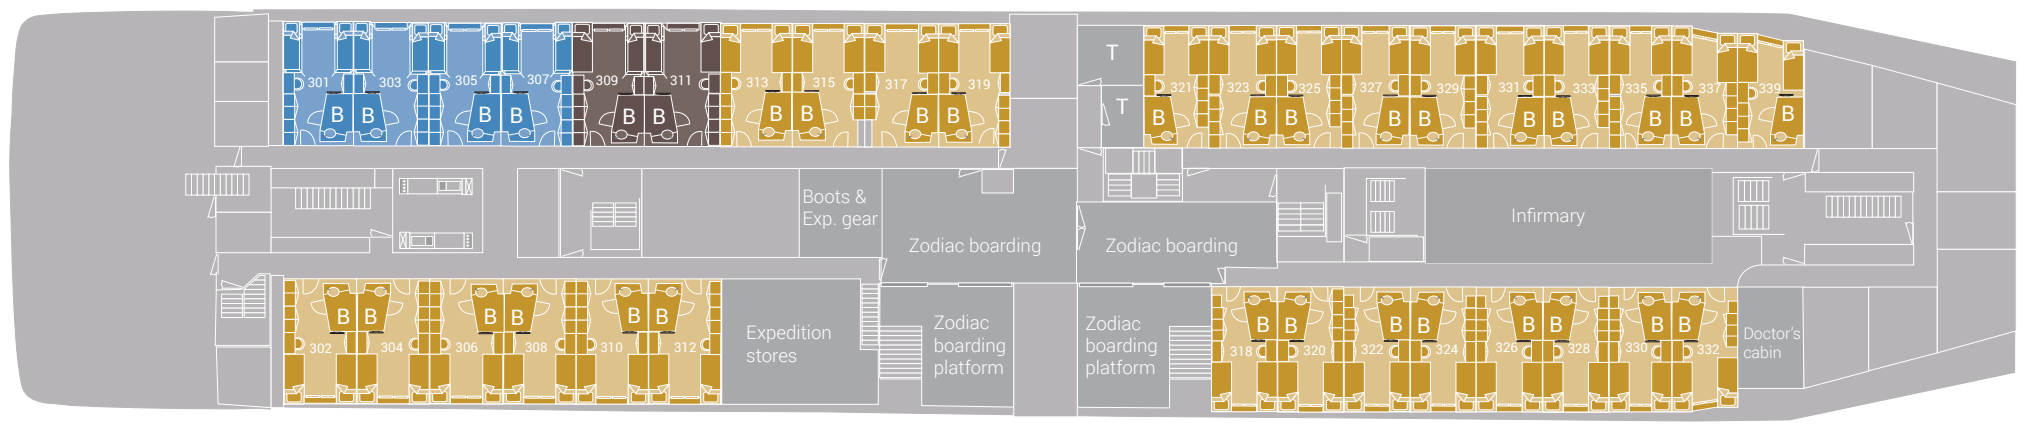 301 303 305 307 309 311 313 315 317 319
B B B B B B B B B B
T
T
321 323 325 327 329 331 333 335 337 339
B B B B B B B B B B
Boots &
Exp. gear
Zodiac boarding
Zodiac boarding
Infirmary
B B B B B B
302 304 306 308 310 312
Expedition
stores
Zodiac
boarding
platform
Zodiac
boarding
platform
B B B B B B B B
318 320 322 324 326 328 330 332
Doctor's
cabin